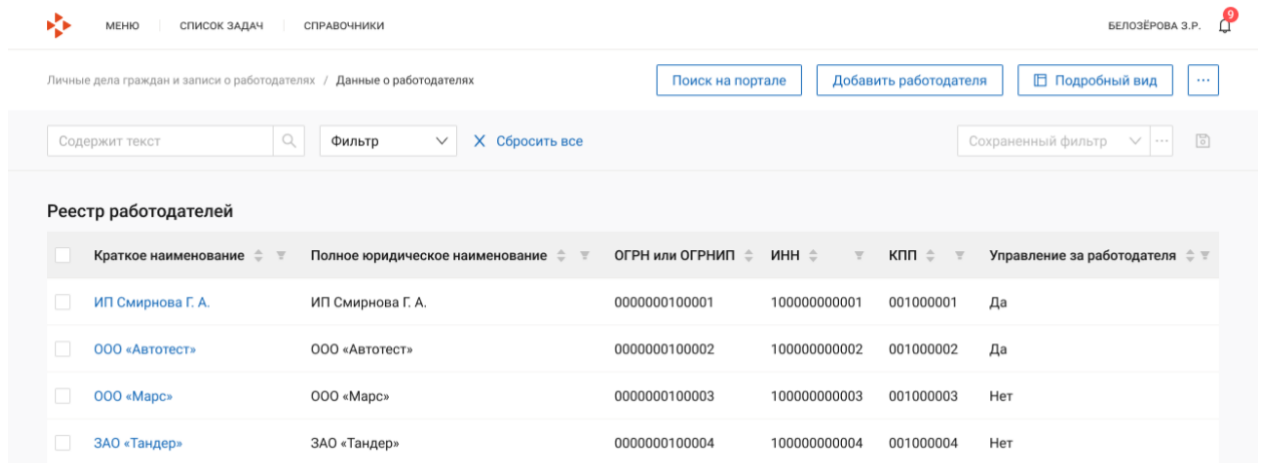 МЕНЮ СПИСОК ЗАДАЧ СПРАВОЧНИКИ БЕЛОЗЁРОВА З.Р. 9
Личные дела граждан и записи о работодателях / Данные о работодателях Поиск на портале Добавить работодателя Подробный вид ...
Содержит текст Фильтр Сбросить все Сохраненный фильтр ...
Реестр работодателей
Краткое наименование Полное юридическое наименование ОГРН или ОГРНИП ИНН КПП Управление за работодателя
ИП Смирнова Г. А. ИП Смирнова Г. А. 0000000100001 100000000001 001000001 Да
ООО «Автотест» ООО «Автотест» 0000000100002 100000000002 001000002 Да
ООО «Марс» ООО «Марс» 0000000100003 100000000003 001000003 Нет
ЗАО «Тандер» ЗАО «Тандер» 0000000100004 100000000004 001000004 Нет